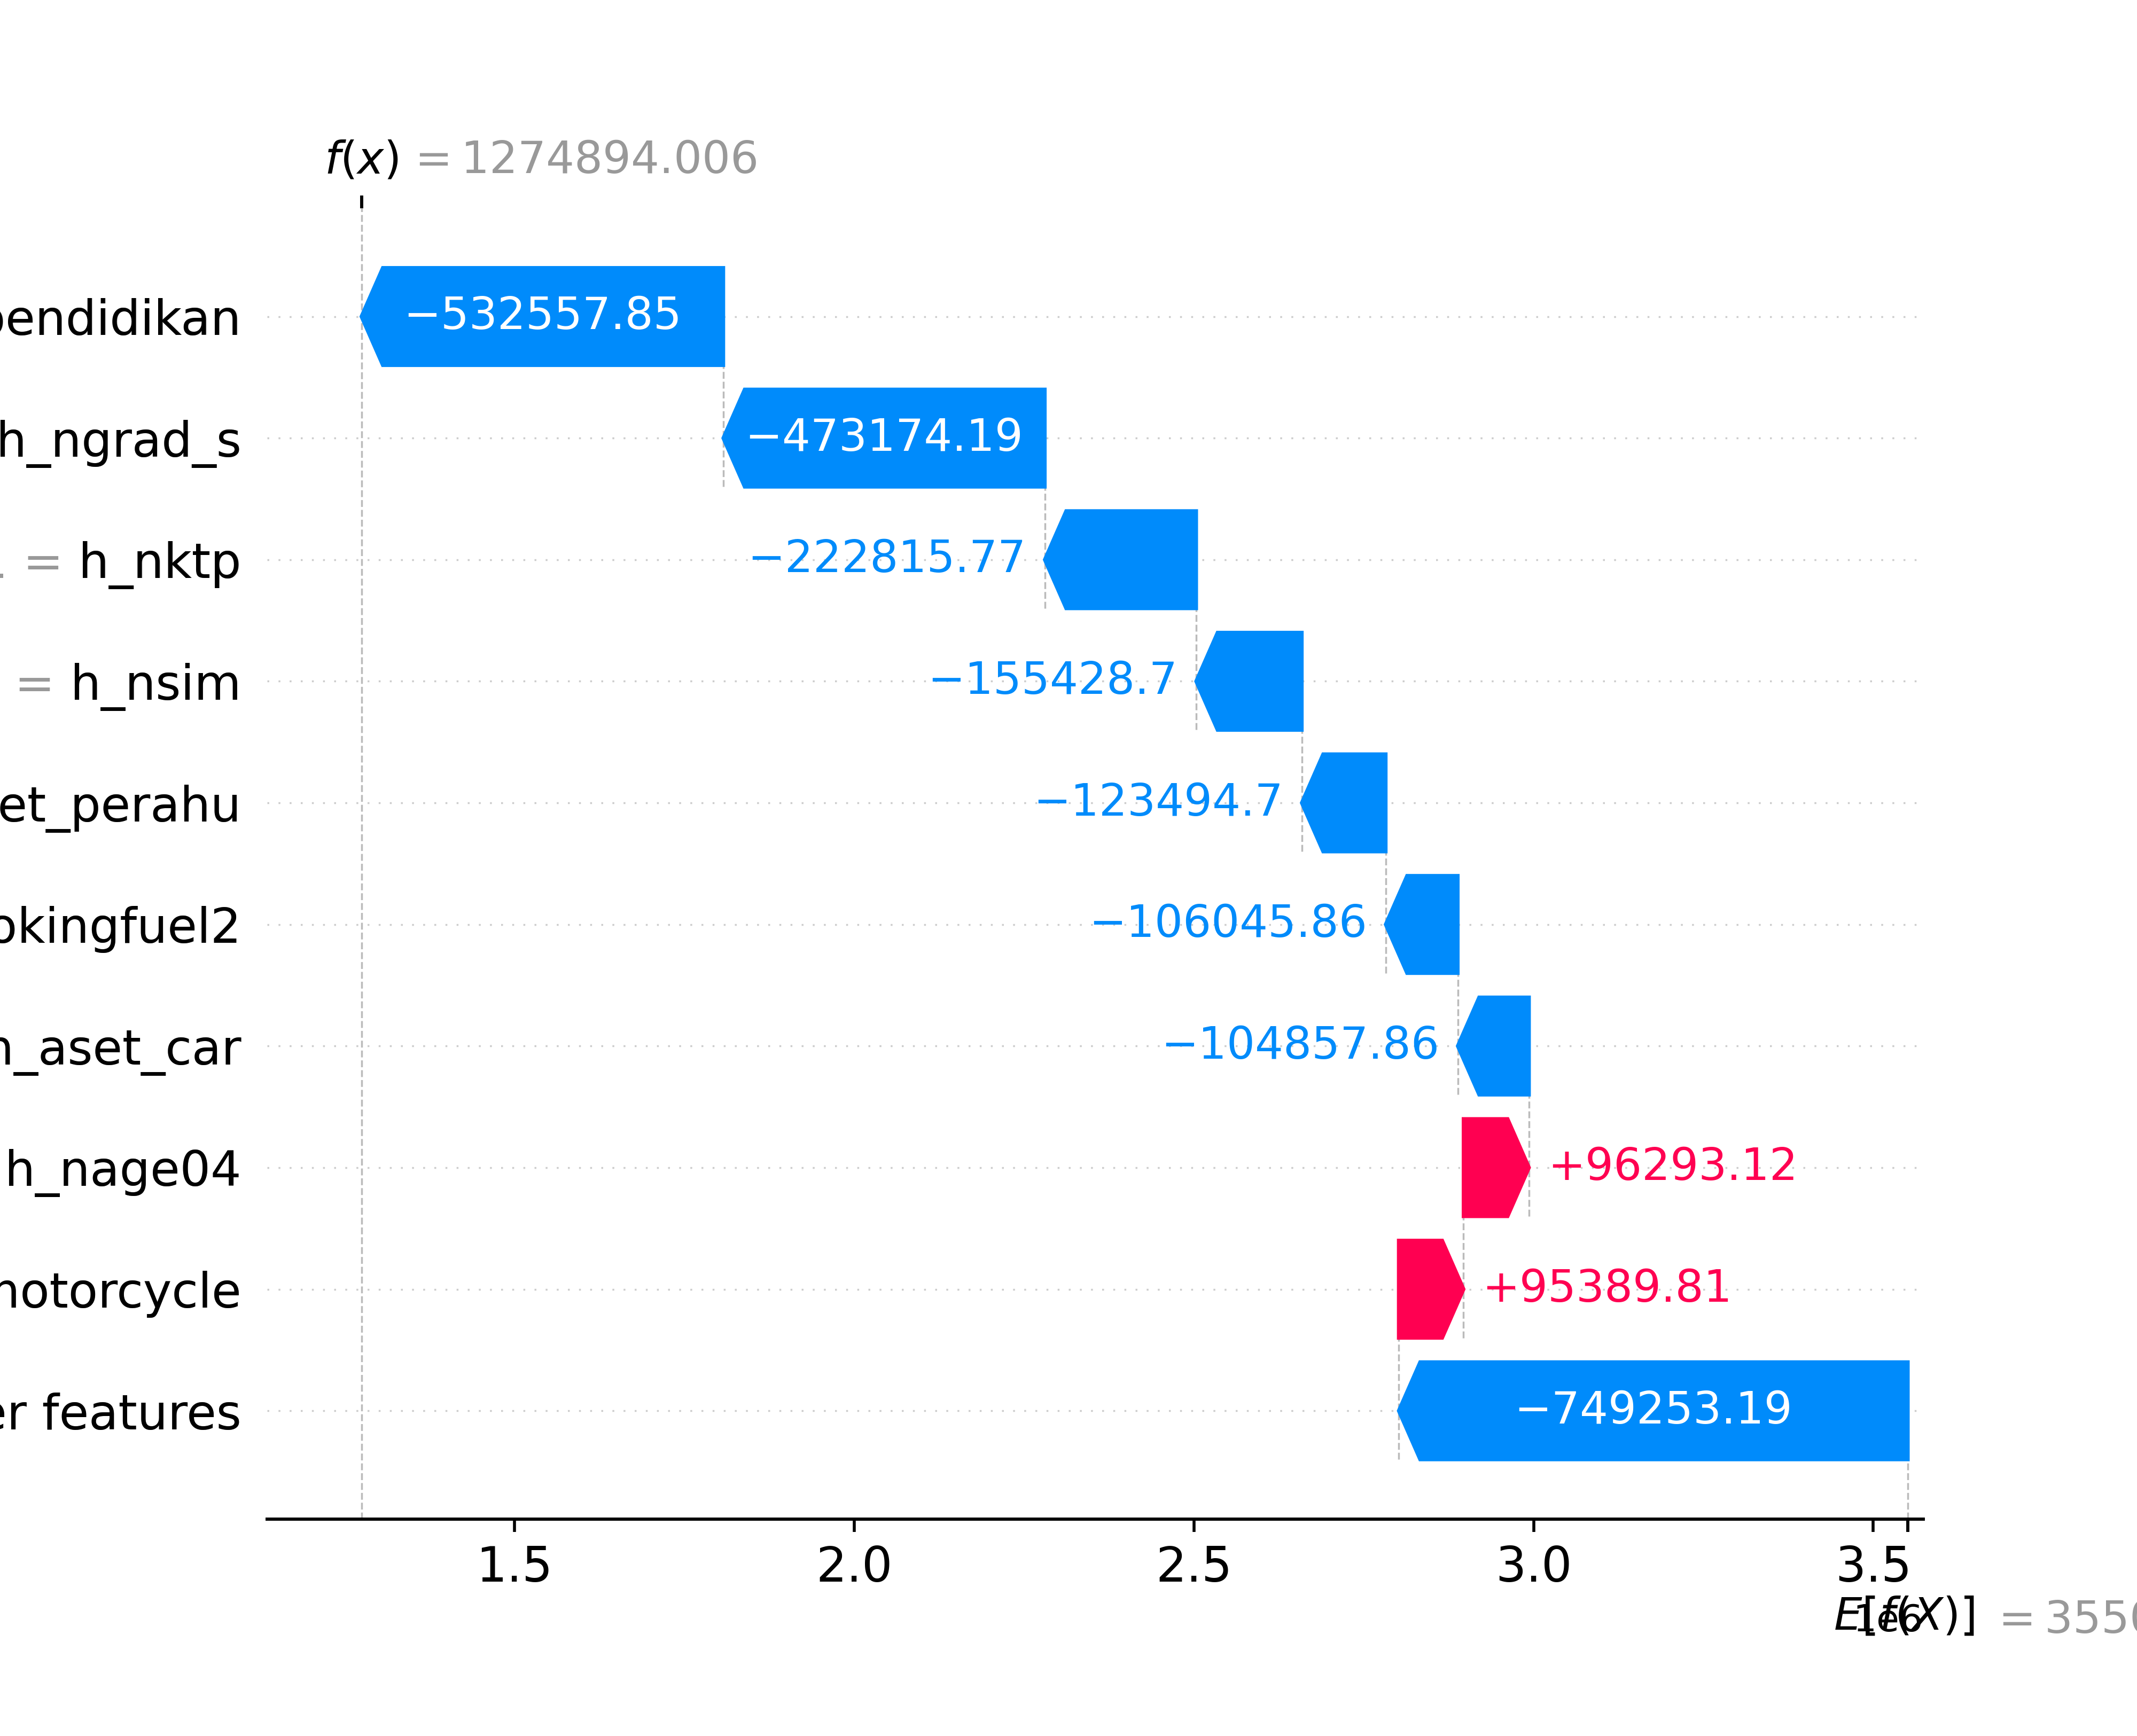 f(x) = 1274894.006
pendidikan −532557.85
h_ngrad_s −473174.19
= h_nktp −222815.77
= h_nsim −155428.7
et_perahu −123494.7
okingfuel2 −106045.86
h_aset_car −104857.86
h_nage04 +96293.12
motorcycle +95389.81
er features −749253.19
1.5 2.0 2.5 3.0 3.5
1e6
E[f(X)] = 3550